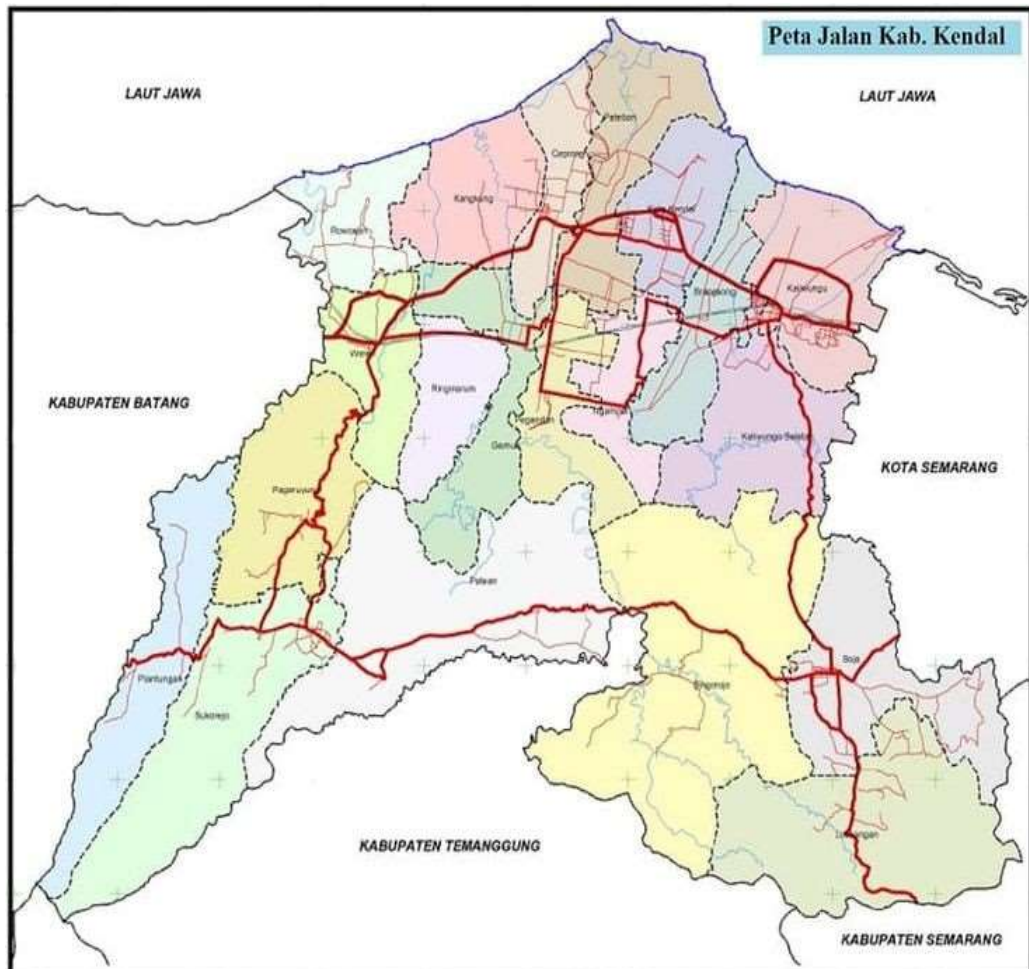 Peta Jalan Kab. Kendal
LAUT JAWA
LAUT JAWA
Patebon
Cepiring
Kangkung
Kota Kendal
Rowosari
Brangsong
Kaliwungu
Weleri
Ringinarum
KABUPATEN BATANG
Pegandon
Ngampel
Gemuh
Kaliwungu Selatan
KOTA SEMARANG
Pageruyung
Patean
Boja
Plantungan
Singorojo
Sukorejo
Limbangan
KABUPATEN TEMANGGUNG
KABUPATEN SEMARANG